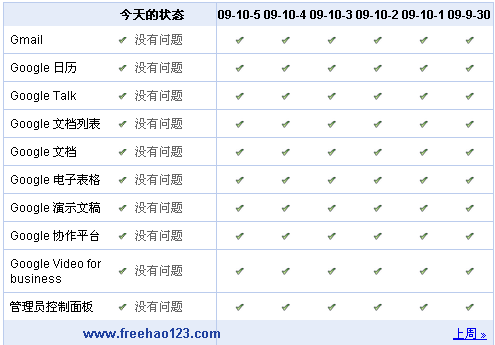 今天的状态 09-10-5 09-10-4 09-10-3 09-10-2 09-10-1 09-9-30
Gmail 没有问题
Google 日历 没有问题
Google Talk 没有问题
Google 文档列表 没有问题
Google 文档 没有问题
Google 电子表格 没有问题
Google 演示文稿 没有问题
Google 协作平台 没有问题
Google Video for
business 没有问题
管理员控制面板 没有问题
www.freehao123.com 上周 »